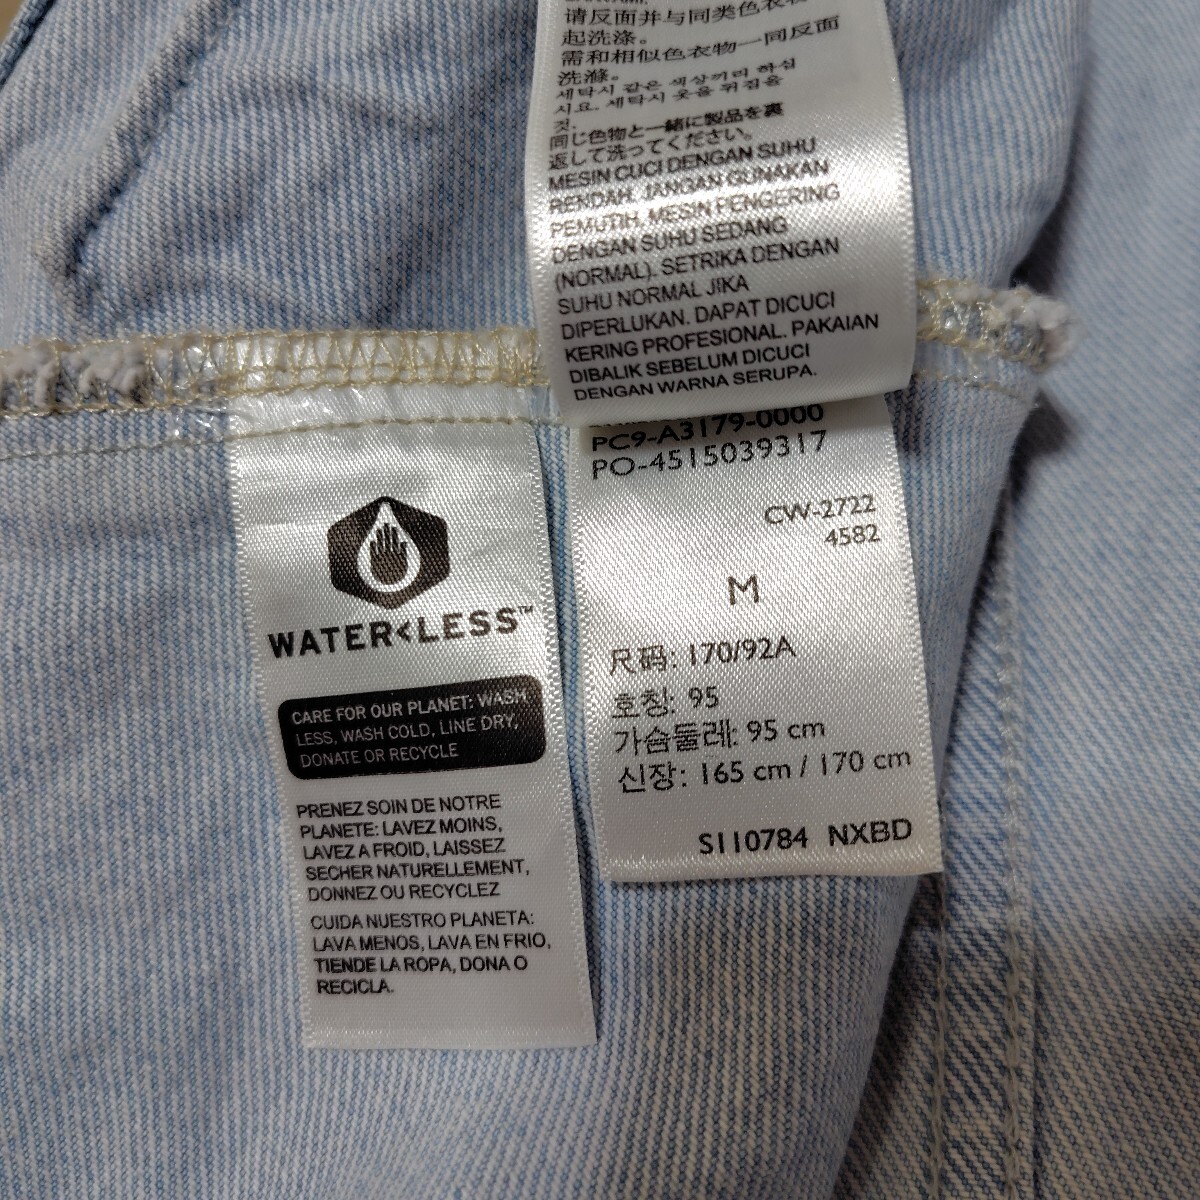 请反面并与同类色衣
起洗涤。
需和相似色衣物一同反面
洗滌。
세탁시 같은 색상끼리 하십
시요. 세탁시 옷을 뒤집을
것.
同じ色物と一緒に製品を裏
返して洗ってください。
MESIN CUCI DENGAN SUHU
RENDAH. JANGAN GUNAKAN
PEMUTIH. MESIN PENGERING
DENGAN SUHU SEDANG
(NORMAL). SETRIKA DENGAN
SUHU NORMAL JIKA
DIPERLUKAN. DAPAT DICUCI
KERING PROFESIONAL. PAKAIAN
DIBALIK SEBELUM DICUCI
DENGAN WARNA SERUPA.
PC9-A3179-0000
PO-4515039317
CW-2722
4582
M
尺码: 170/92A
호칭: 95
가슴둘레: 95 cm
신장: 165 cm / 170 cm
S110784 NXBD
WATER<LESS™
CARE FOR OUR PLANET: WASH
LESS, WASH COLD, LINE DRY,
DONATE OR RECYCLE
PRENEZ SOIN DE NOTRE
PLANETE: LAVEZ MOINS,
LAVEZ A FROID, LAISSEZ
SECHER NATURELLEMENT,
DONNEZ OU RECYCLEZ
CUIDA NUESTRO PLANETA:
LAVA MENOS, LAVA EN FRIO,
TIENDE LA ROPA, DONA O
RECICLA.